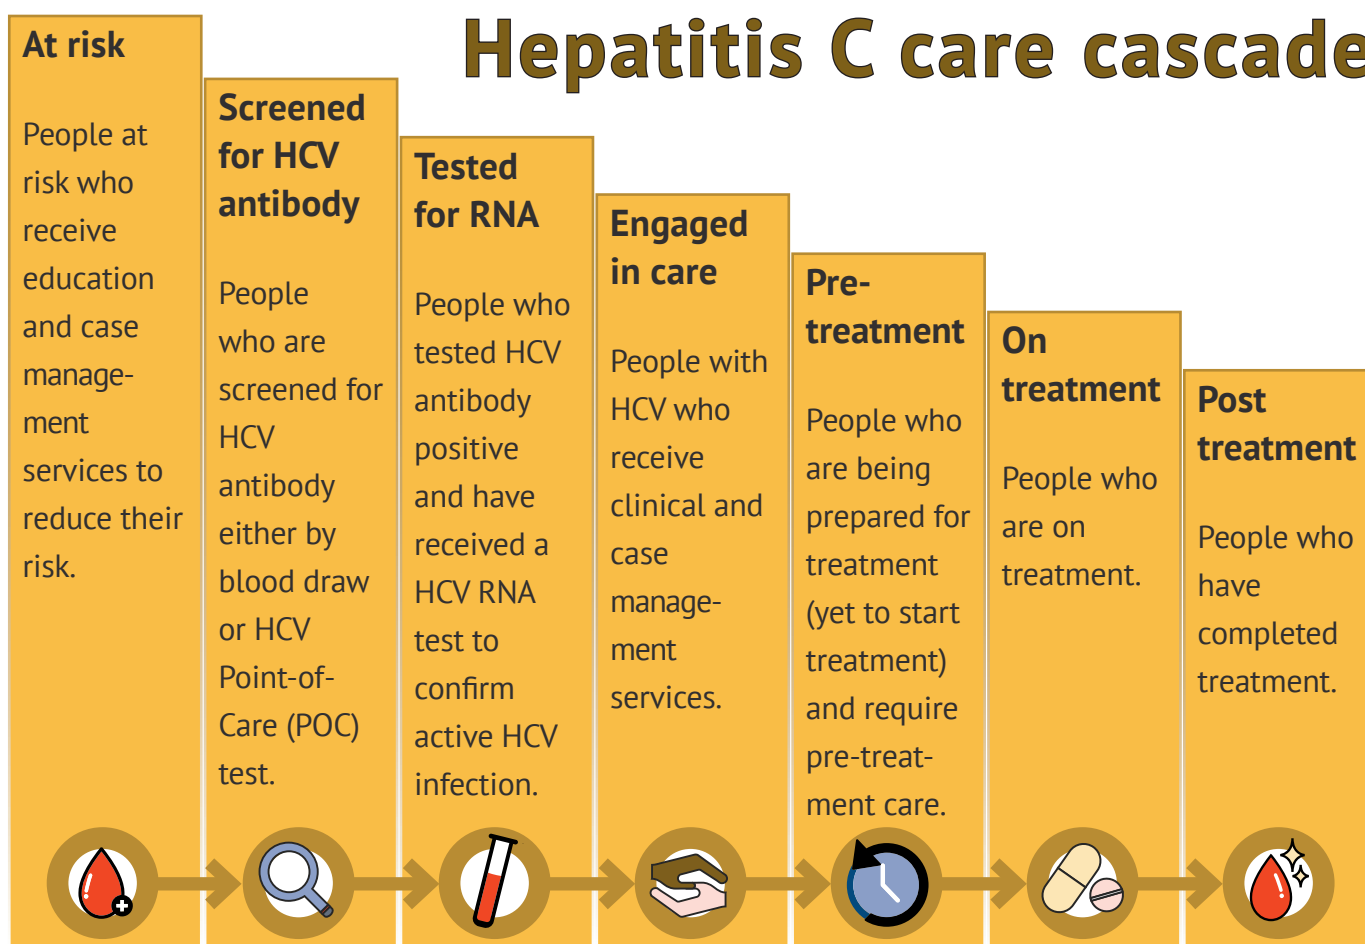 Hepatitis C care cascade
At risk
People at
risk who
receive
education
and case
manage-
ment
services to
reduce their
risk.
Screened
for HCV
antibody
People
who are
screened for
HCV
antibody
either by
blood draw
or HCV
Point-of-
Care (POC)
test.
Tested
for RNA
People who
tested HCV
antibody
positive
and have
received a
HCV RNA
test to
confirm
active HCV
infection.
Engaged
in care
People with
HCV who
receive
clinical and
case
manage-
ment
services.
Pre-
treatment
People who
are being
prepared for
treatment
(yet to start
treatment)
and require
pre-treat-
ment care.
On
treatment
People who
are on
treatment.
Post
treatment
People who
have
completed
treatment.